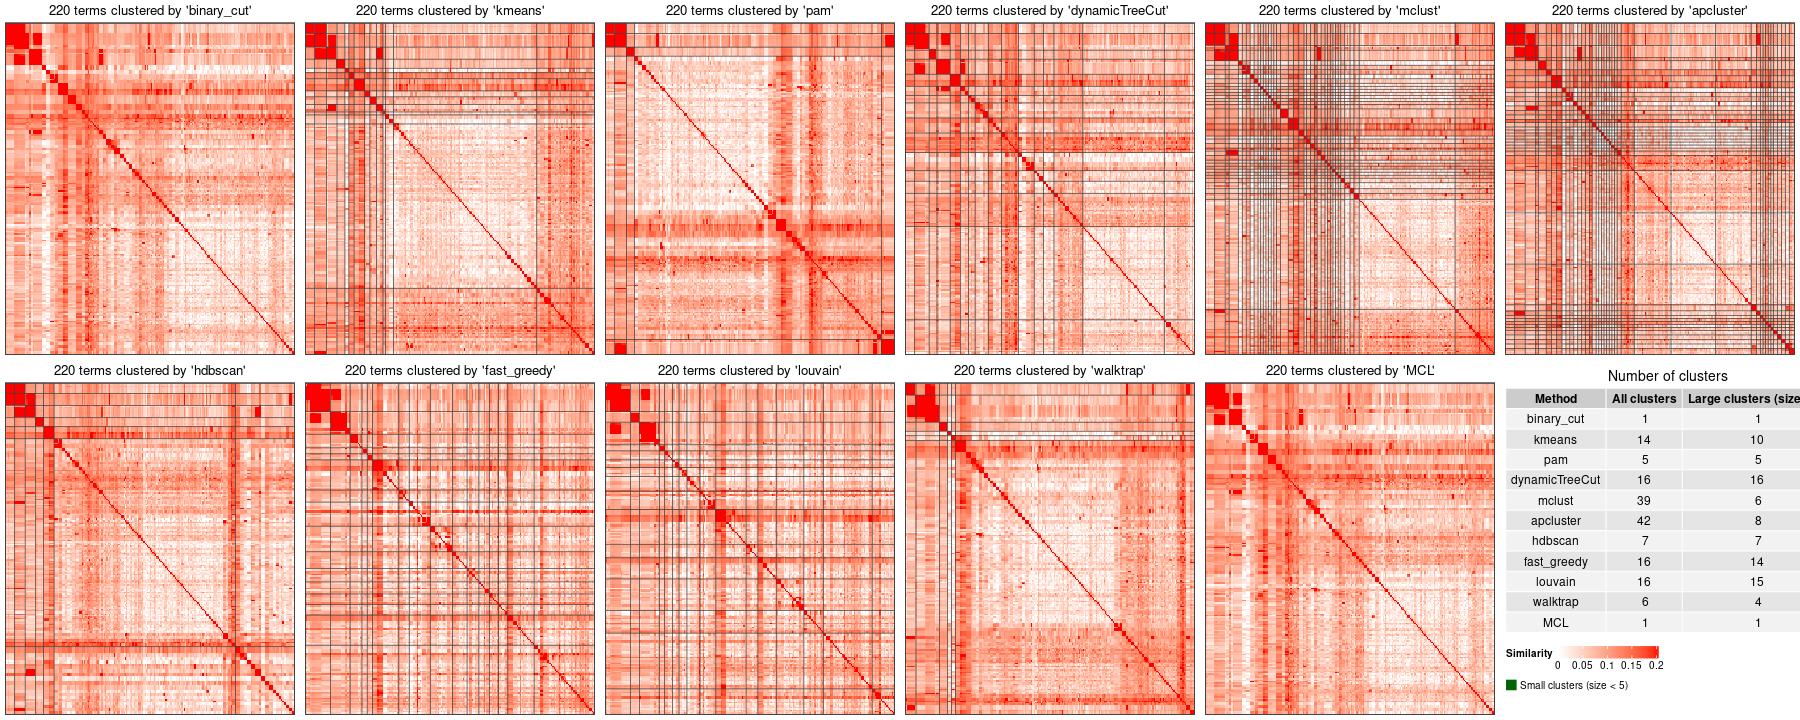 220 terms clustered by 'binary_cut'
220 terms clustered by 'kmeans'
220 terms clustered by 'pam'
220 terms clustered by 'dynamicTreeCut'
220 terms clustered by 'mclust'
220 terms clustered by 'apcluster'
220 terms clustered by 'hdbscan'
220 terms clustered by 'fast_greedy'
220 terms clustered by 'louvain'
220 terms clustered by 'walktrap'
220 terms clustered by 'MCL'
Number of clusters
Method All clusters Large clusters (size
binary_cut 1 1
kmeans 14 10
pam 5 5
dynamicTreeCut 16 16
mclust 39 6
apcluster 42 8
hdbscan 7 7
fast_greedy 16 14
louvain 16 15
walktrap 6 4
MCL 1 1
Similarity
0 0.05 0.1 0.15 0.2
Small clusters (size < 5)